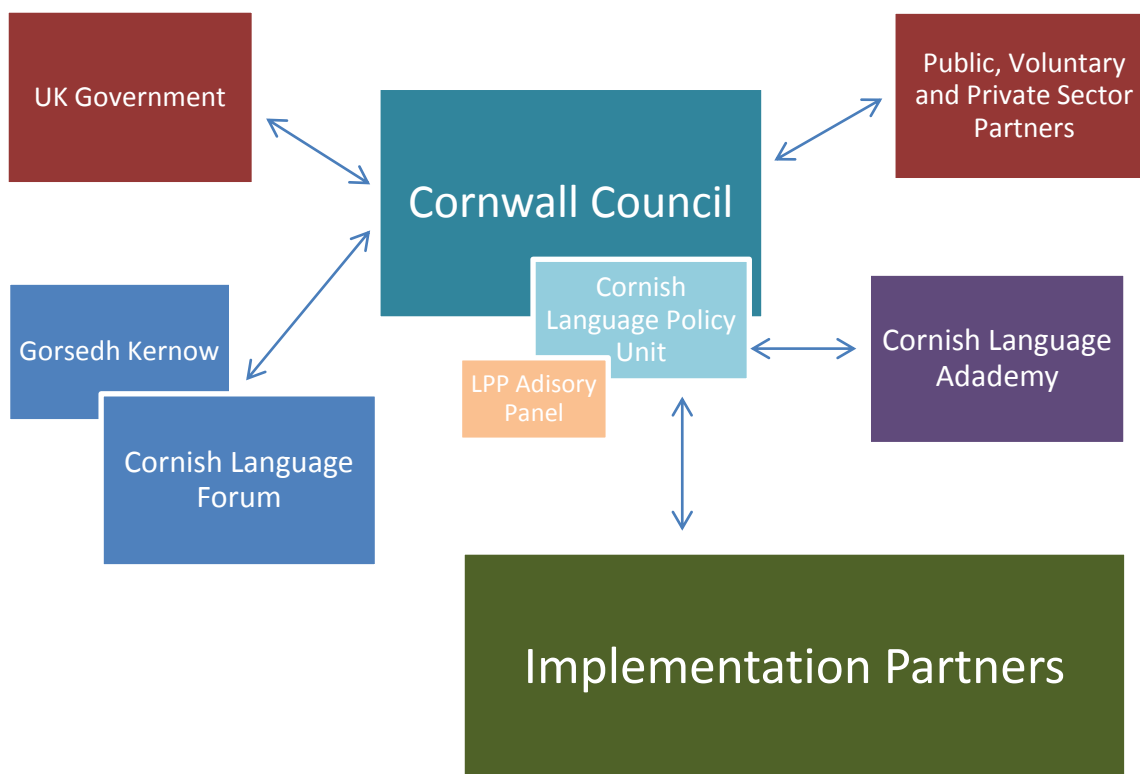 UK Government
Public, Voluntary
and Private Sector
Partners
Cornwall Council
Cornish
Language Policy
Unit
Gorsedh Kernow
Cornish Language
Adademy
LPP Adisory
Panel
Cornish Language
Forum
Implementation Partners